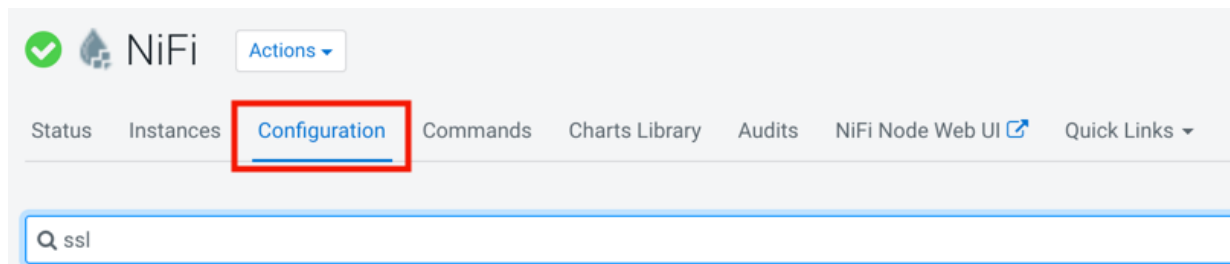 NiFi Actions
Status Instances Configuration Commands Charts Library Audits NiFi Node Web UI Quick Links
ssl